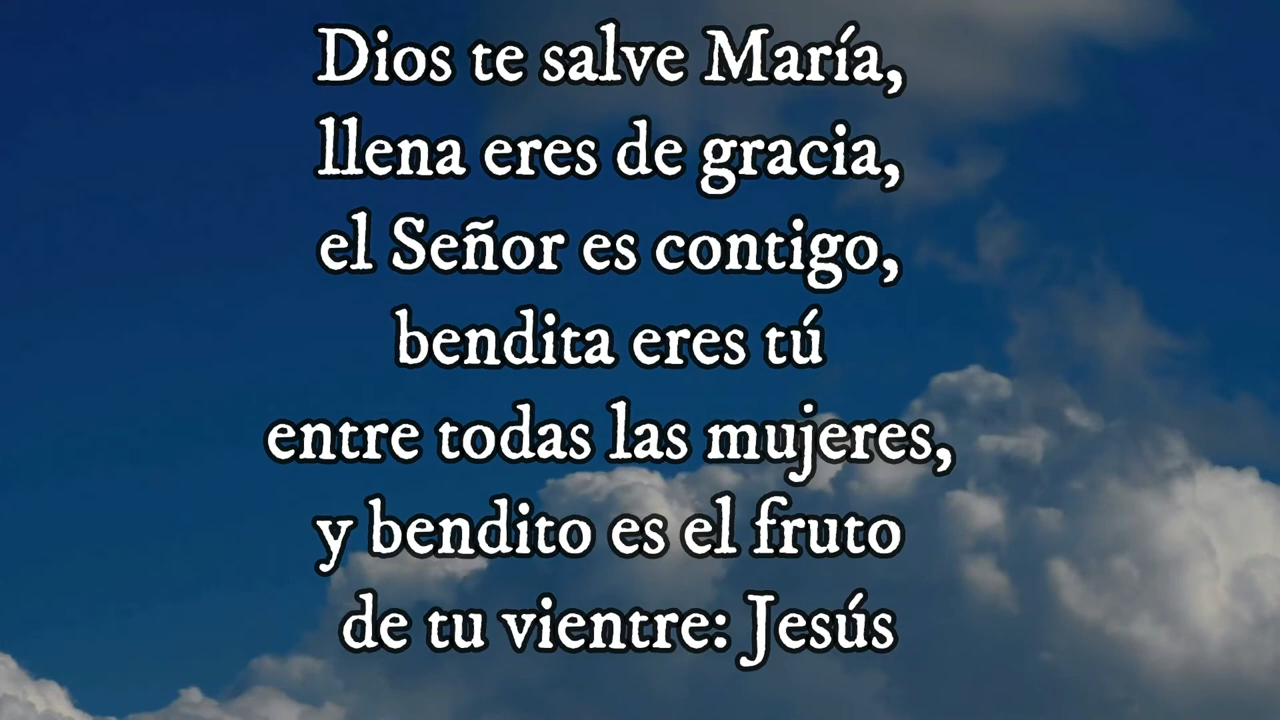 Dios te salve María,
llena eres de gracia,
el Señor es contigo,
bendita eres tú
entre todas las mujeres,
y bendito es el fruto
de tu vientre: Jesús